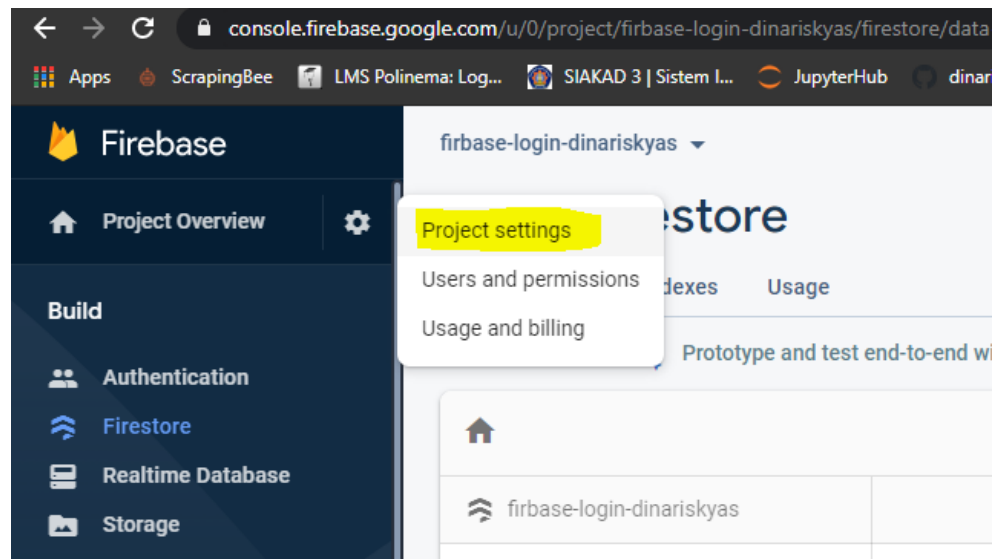 console.firebase.google.com/u/0/project/firbase-login-dinariskyas/firestore/data
Apps ScrapingBee LMS Polinema: Log... SIAKAD 3 | Sistem I... JupyterHub dinar
Firebase
firbase-login-dinariskyas
Project Overview
Project settings
estore
Users and permissions
dexes Usage
Usage and billing
Build
Prototype and test end-to-end wi
Authentication
Firestore
Realtime Database
firbase-login-dinariskyas
Storage